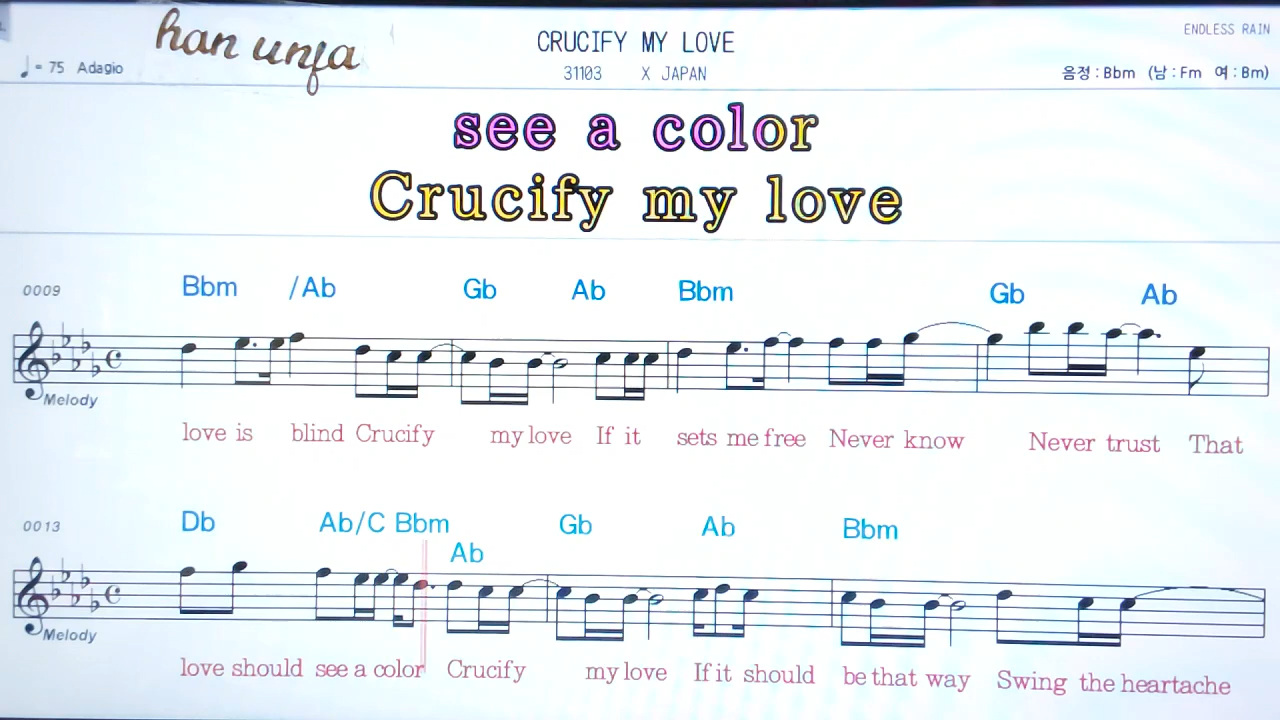 han unja
CRUCIFY MY LOVE
ENDLESS RAIN
♩= 75 Adagio
31103 X JAPAN
음정 : Bbm (남 : Fm 여 : Bm)
see a color
Crucify my love
0009
Bbm /Ab Gb Ab Bbm Gb Ab
Melody
love is blind Crucify my love If it sets me free Never know Never trust That
0013
Db Ab/C Bbm Ab Gb Ab Bbm
Melody
love should see a color Crucify my love If it should be that way Swing the heartache